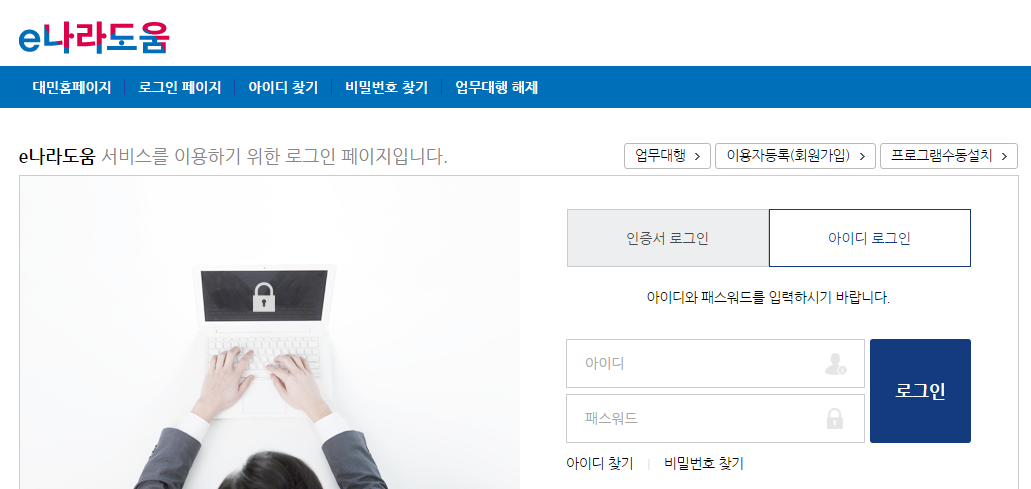 e나라도움
대민홈페이지 로그인 페이지 아이디 찾기 비밀번호 찾기 업무대행 해제
e나라도움 서비스를 이용하기 위한 로그인 페이지입니다.
업무대행 이용자등록(회원가입) 프로그램수동설치
인증서 로그인 아이디 로그인
아이디와 패스워드를 입력하시기 바랍니다.
아이디
패스워드
로그인
아이디 찾기 비밀번호 찾기